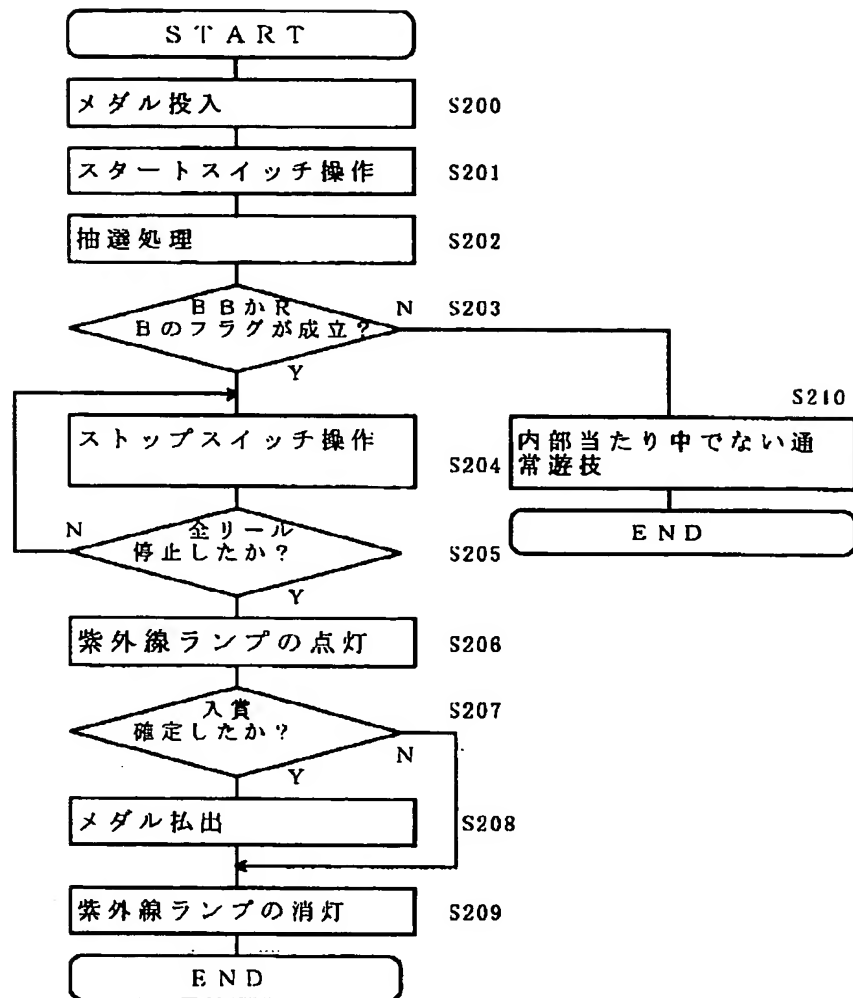 START
メダル投入
S200
スタートスイッチ操作
S201
抽選処理
S202
BBかR
Bのフラグが成立？
N
S203
Y
S210
ストップスイッチ操作
S204
内部当たり中でない通
常遊技
END
N
全リール
停止したか？
S205
Y
紫外線ランプの点灯
S206
入賞
確定したか？
S207
N
Y
メダル払出
S208
紫外線ランプの消灯
S209
END